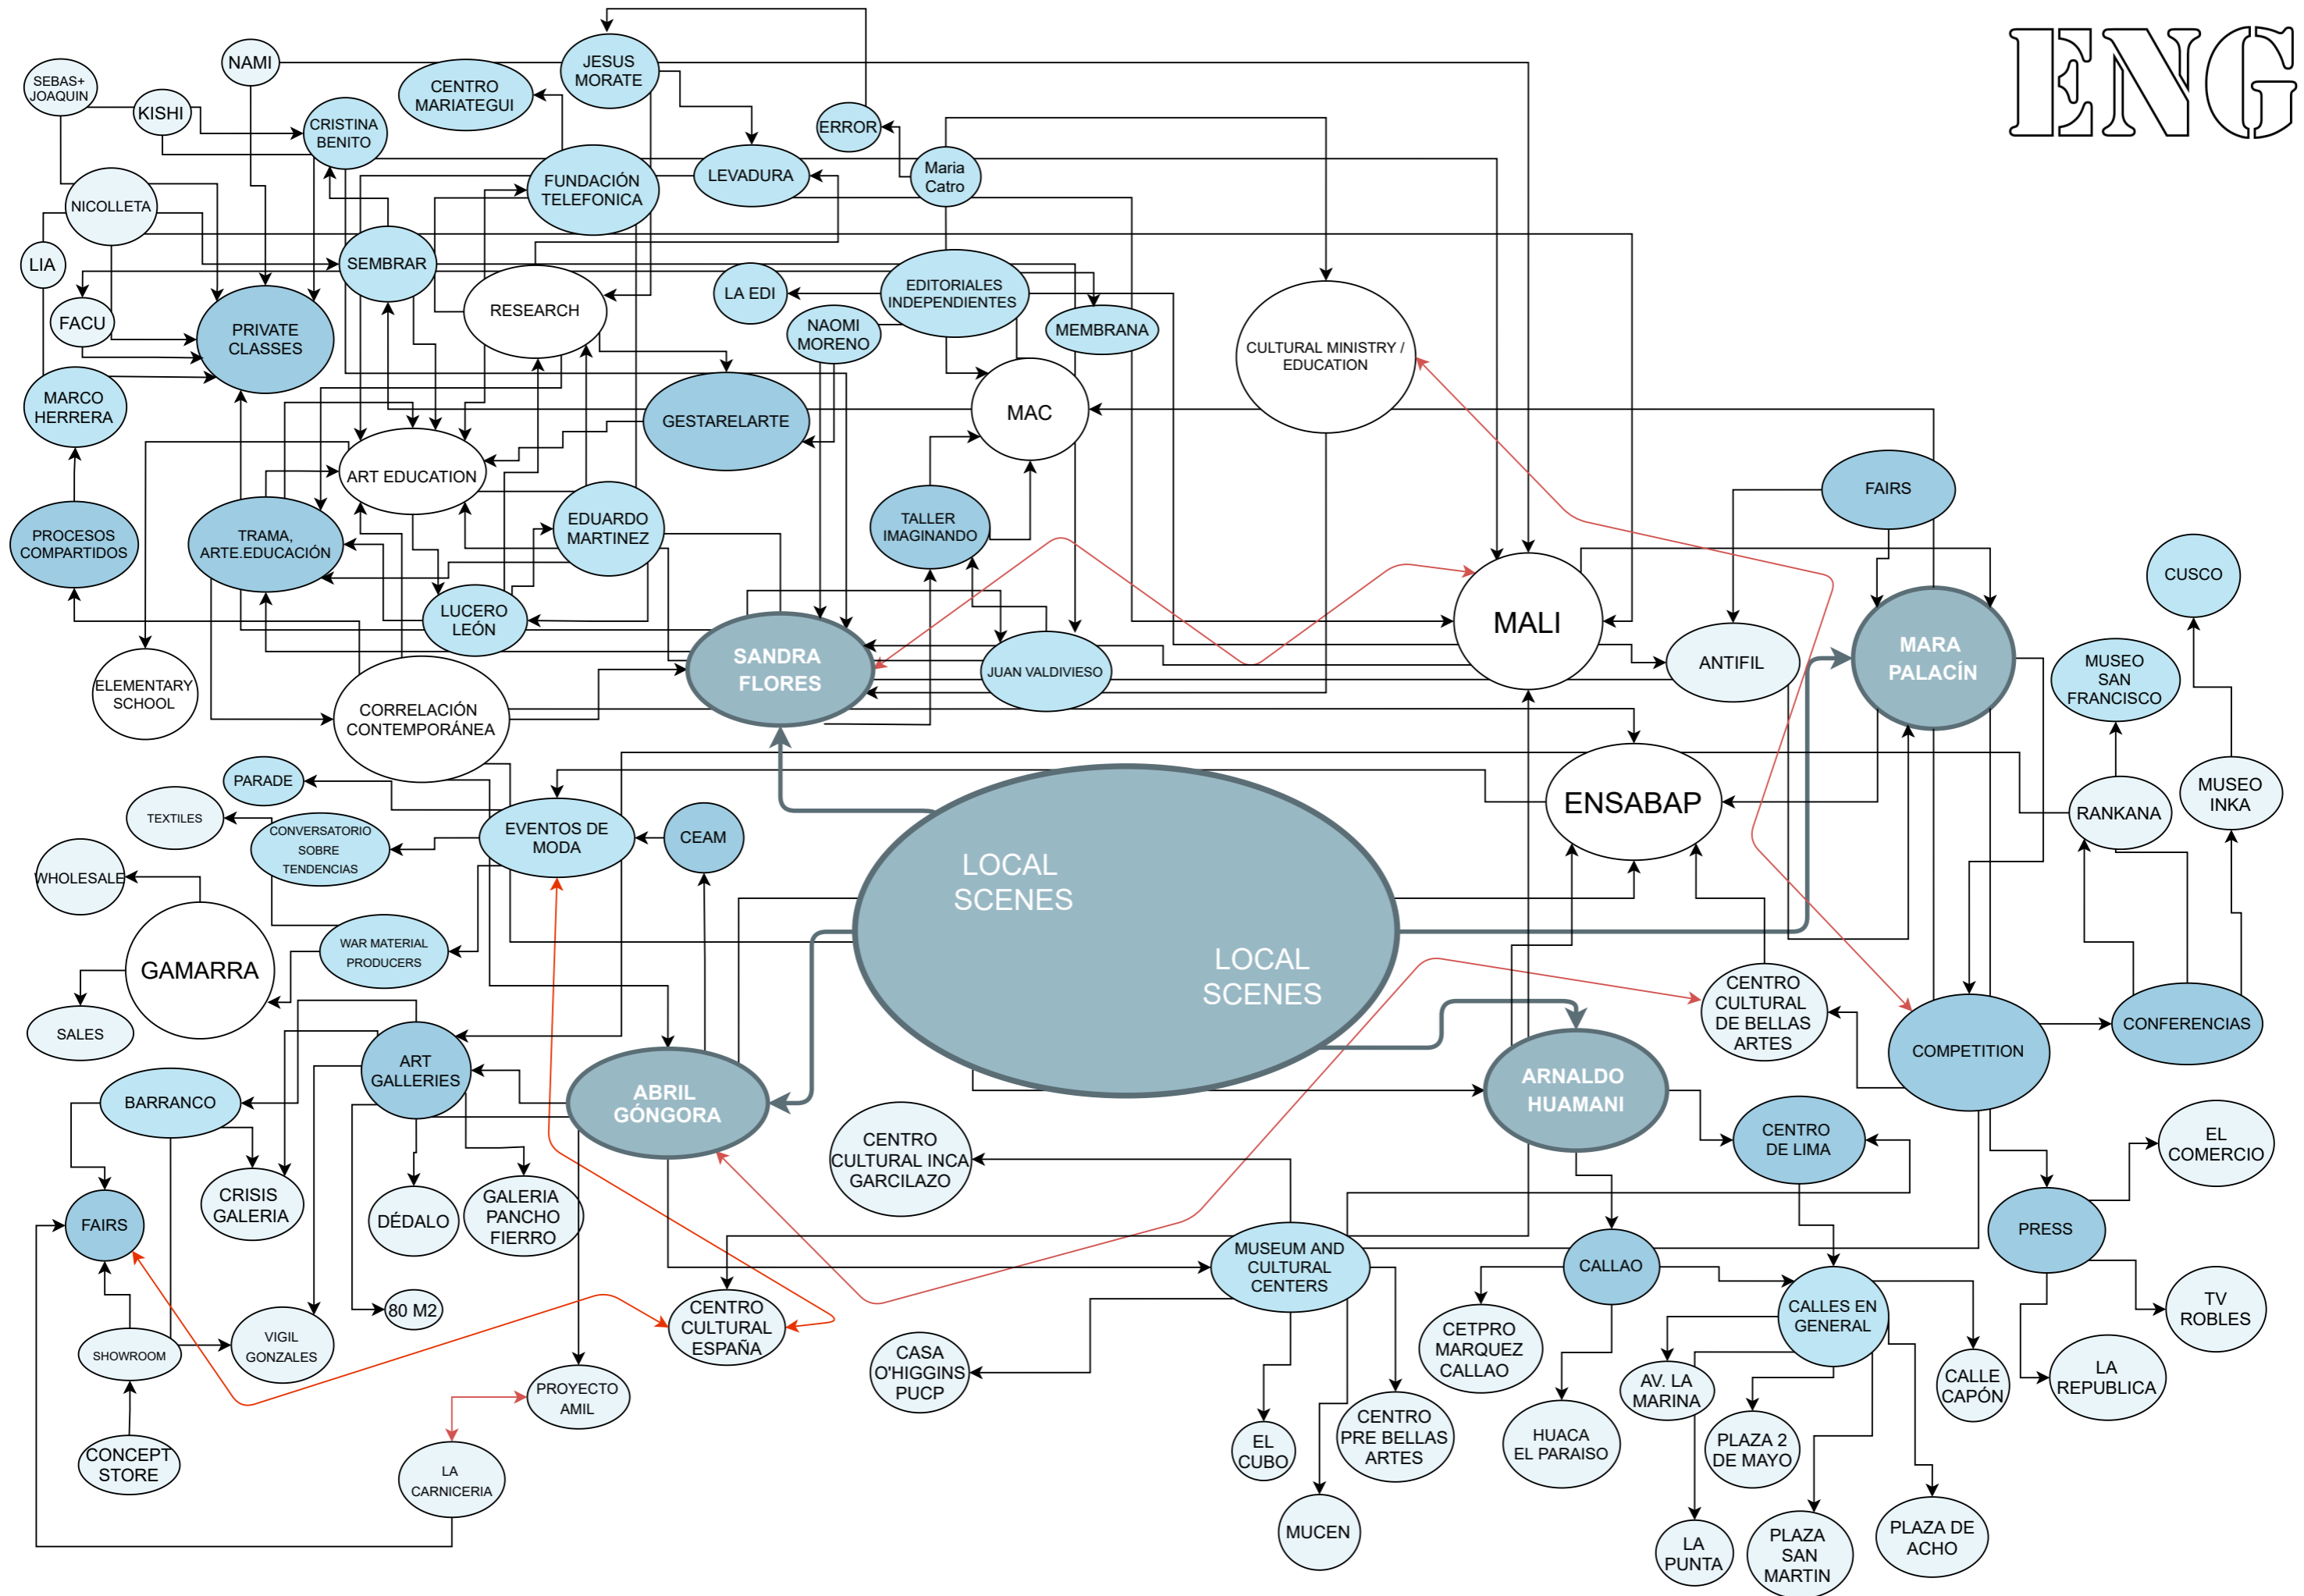 ENG
NAMI
SEBAS+
JOAQUIN
KISHI
CRISTINA
BENITO
CENTRO
MARIATEGUI
JESUS
MORATE
ERROR
NICOLLETA
FUNDACIÓN
TELEFONICA
LEVADURA
Maria
Catro
LIA
SEMBRAR
FACU
PRIVATE
CLASSES
RESEARCH
LA EDI
EDITORIALES
INDEPENDIENTES
NAOMI
MORENO
MEMBRANA
CULTURAL MINISTRY /
EDUCATION
MARCO
HERRERA
GESTARELARTE
MAC
ART EDUCATION
FAIRS
PROCESOS
COMPARTIDOS
TRAMA,
ARTE.EDUCACIÓN
EDUARDO
MARTINEZ
TALLER
IMAGINANDO
CUSCO
LUCERO
LEÓN
MALI
SANDRA
FLORES
JUAN VALDIVIESO
ANTIFIL
MARA
PALACÍN
MUSEO
SAN
FRANCISCO
ELEMENTARY
SCHOOL
CORRELACIÓN
CONTEMPORÁNEA
PARADE
TEXTILES
CONVERSATORIO
SOBRE
TENDENCIAS
EVENTOS DE
MODA
CEAM
ENSABAP
RANKANA
MUSEO
INKA
WHOLESALE
LOCAL
SCENES
LOCAL
SCENES
GAMARRA
WAR MATERIAL
PRODUCERS
SALES
CENTRO
CULTURAL
DE BELLAS
ARTES
COMPETITION
CONFERENCIAS
BARRANCO
ART
GALLERIES
ABRIL
GÓNGORA
ARNALDO
HUAMANI
CENTRO
CULTURAL INCA
GARCILAZO
CENTRO
DE LIMA
EL
COMERCIO
FAIRS
CRISIS
GALERIA
DÉDALO
GALERIA
PANCHO
FIERRO
MUSEUM AND
CULTURAL
CENTERS
CALLAO
PRESS
80 M2
SHOWROOM
VIGIL
GONZALES
CENTRO
CULTURAL
ESPAÑA
CALLES EN
GENERAL
TV
ROBLES
CASA
O'HIGGINS
PUCP
CETPRO
MARQUEZ
CALLAO
PROYECTO
AMIL
AV. LA
MARINA
CALLE
CAPÓN
LA
REPUBLICA
CONCEPT
STORE
LA
CARNICERIA
EL
CUBO
CENTRO
PRE BELLAS
ARTES
HUACA
EL PARAISO
PLAZA 2
DE MAYO
MUCEN
LA
PUNTA
PLAZA
SAN
MARTIN
PLAZA DE
ACHO